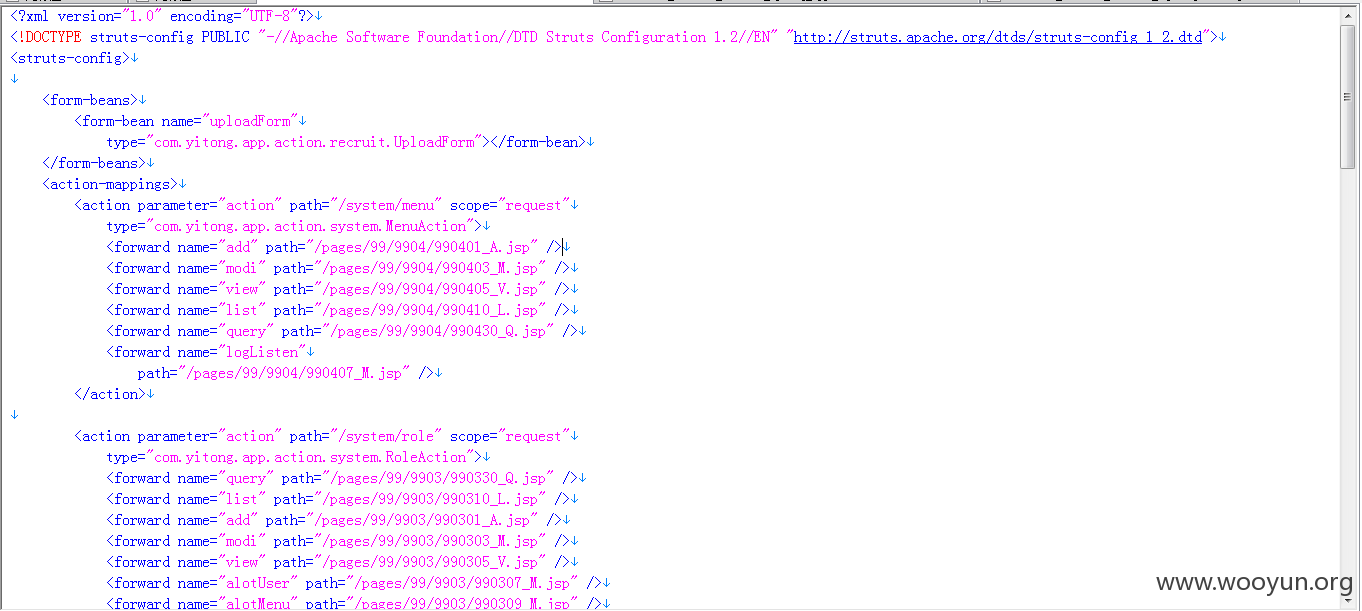 <?xml version="1.0" encoding="UTF-8"?>↓
<!DOCTYPE struts-config PUBLIC "-//Apache Software Foundation//DTD Struts Configuration 1.2//EN" "http://struts.apache.org/dtds/struts-config_1_2.dtd">↓
<struts-config>↓
↓
<form-beans>↓
<form-bean name="uploadForm"↓
type="com.yitong.app.action.recruit.UploadForm"></form-bean>↓
</form-beans>↓
<action-mappings>↓
<action parameter="action" path="/system/menu" scope="request"↓
type="com.yitong.app.action.system.MenuAction">↓
<forward name="add" path="/pages/99/9904/990401_A.jsp" />↓
<forward name="modi" path="/pages/99/9904/990403_M.jsp" />↓
<forward name="view" path="/pages/99/9904/990405_V.jsp" />↓
<forward name="list" path="/pages/99/9904/990410_L.jsp" />↓
<forward name="query" path="/pages/99/9904/990430_Q.jsp" />↓
<forward name="logListen"↓
path="/pages/99/9904/990407_M.jsp" />↓
</action>↓
↓
<action parameter="action" path="/system/role" scope="request"↓
type="com.yitong.app.action.system.RoleAction">↓
<forward name="query" path="/pages/99/9903/990330_Q.jsp" />↓
<forward name="list" path="/pages/99/9903/990310_L.jsp" />↓
<forward name="add" path="/pages/99/9903/990301_A.jsp" />↓
<forward name="modi" path="/pages/99/9903/990303_M.jsp" />↓
<forward name="view" path="/pages/99/9903/990305_V.jsp" />↓
<forward name="alotUser" path="/pages/99/9903/990307_M.jsp" />↓
<forward name="alotMenu" path="/pages/99/9903/990309_M.jsp" />↓
www.wooyun.org